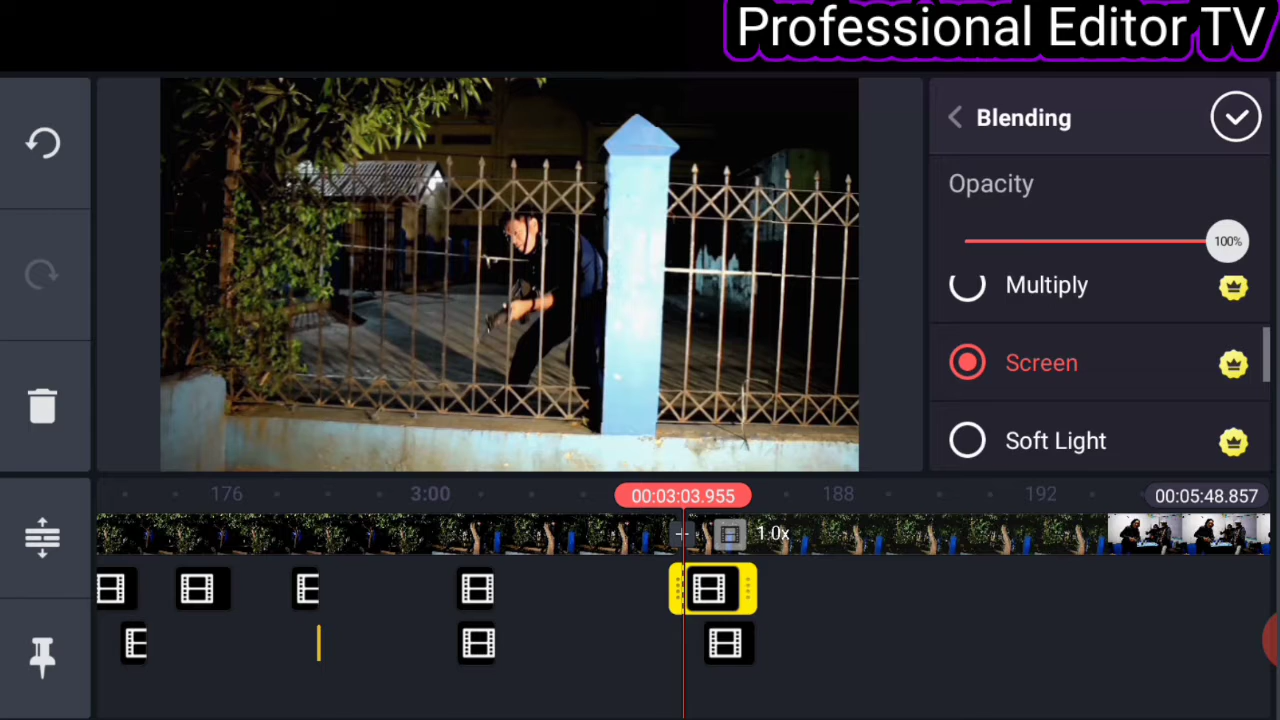 Professional Editor TV
Blending
Opacity
100%
Multiply
Screen
Soft Light
176
3:00
00:03:03.955
188
192
00:05:48.857
1.0x